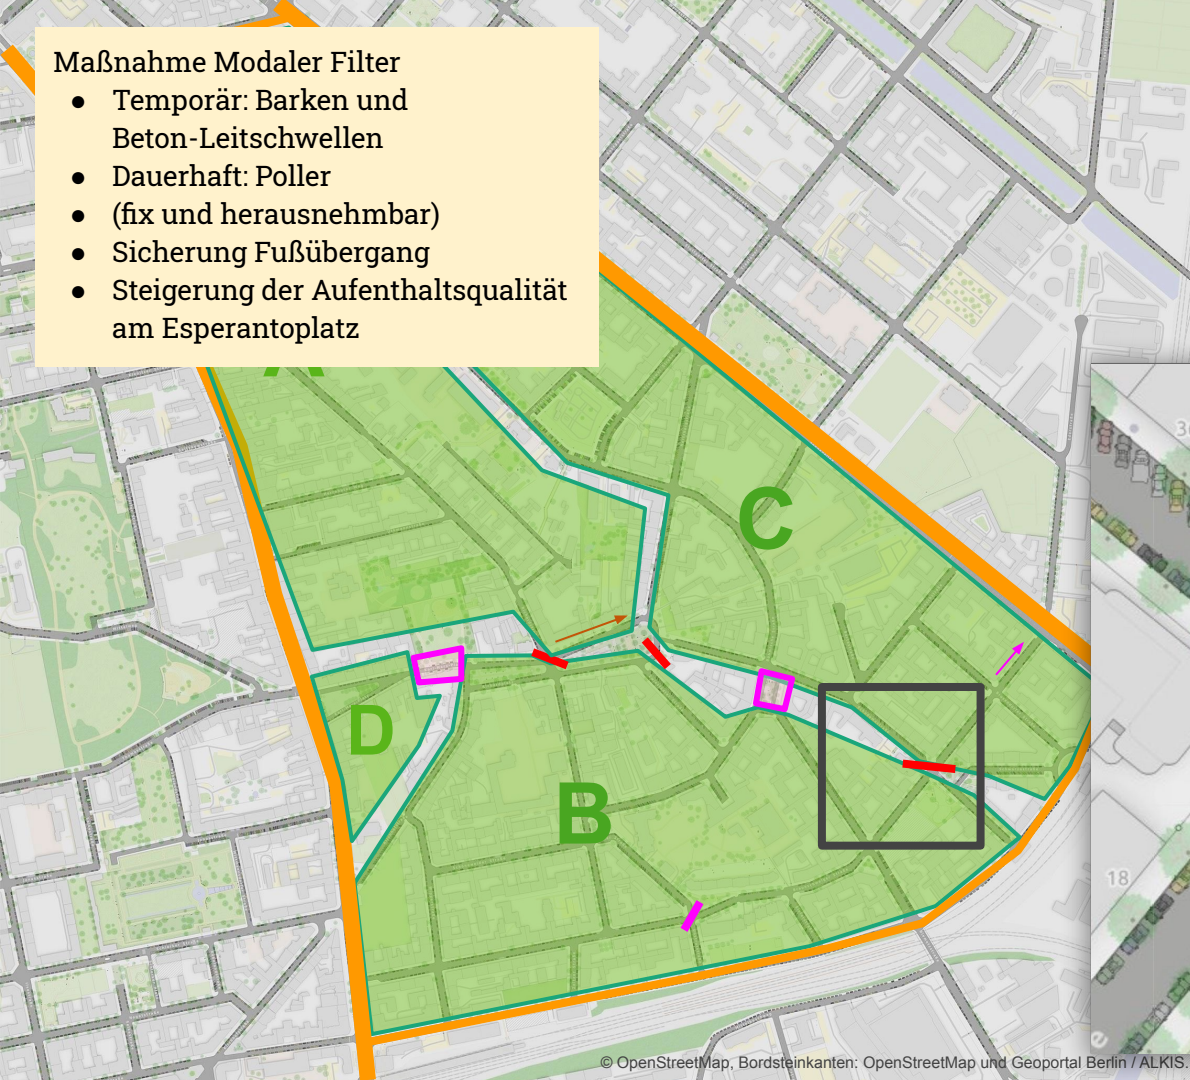 Maßnahme Modaler Filter
● Temporär: Barken und
Beton-Leitschwellen
● Dauerhaft: Poller
● (fix und herausnehmbar)
● Sicherung Fußübergang
● Steigerung der Aufenthaltsqualität
am Esperantoplatz
A
C
D
B
18
© OpenStreetMap, Bordsteinkanten: OpenStreetMap und Geoportal Berlin / ALKIS.